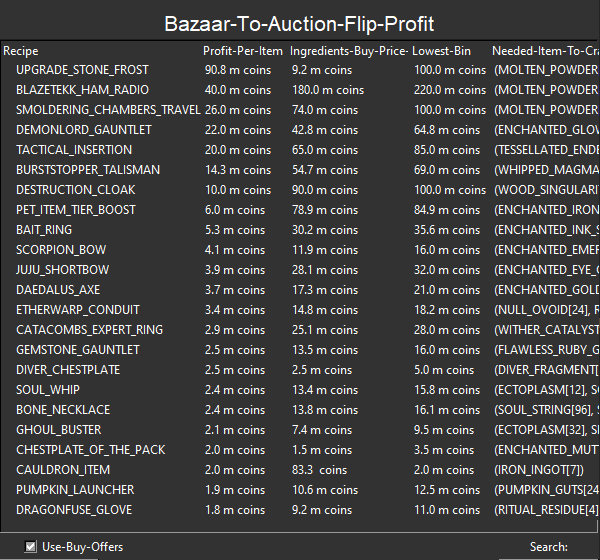 Bazaar-To-Auction-Flip-Profit
Recipe Profit-Per-Item Ingredients-Buy-Price- Lowest-Bin Needed-Item-To-Cra
UPGRADE_STONE_FROST 90.8 m coins 9.2 m coins 100.0 m coins (MOLTEN_POWDER
BLAZETEKK_HAM_RADIO 40.0 m coins 180.0 m coins 220.0 m coins (MOLTEN_POWDER
SMOLDERING_CHAMBERS_TRAVEL 26.0 m coins 74.0 m coins 100.0 m coins (MOLTEN_POWDER
DEMONLORD_GAUNTLET 22.0 m coins 42.8 m coins 64.8 m coins (ENCHANTED_GLOW
TACTICAL_INSERTION 20.0 m coins 65.0 m coins 85.0 m coins (TESSELLATED_ENDE
BURSTSTOPPER_TALISMAN 14.3 m coins 54.7 m coins 69.0 m coins (WHIPPED_MAGMA
DESTRUCTION_CLOAK 10.0 m coins 90.0 m coins 100.0 m coins (WOOD_SINGULARI
PET_ITEM_TIER_BOOST 6.0 m coins 78.9 m coins 84.9 m coins (ENCHANTED_IRON
BAIT_RING 5.3 m coins 30.2 m coins 35.6 m coins (ENCHANTED_INK_S
SCORPION_BOW 4.1 m coins 11.9 m coins 16.0 m coins (ENCHANTED_EMER
JUJU_SHORTBOW 3.9 m coins 28.1 m coins 32.0 m coins (ENCHANTED_EYE_
DAEDALUS_AXE 3.7 m coins 17.3 m coins 21.0 m coins (ENCHANTED_GOLD
ETHERWARP_CONDUIT 3.4 m coins 14.8 m coins 18.2 m coins (NULL_OVOID[24], R
CATACOMBS_EXPERT_RING 2.9 m coins 25.1 m coins 28.0 m coins (WITHER_CATALYST
GEMSTONE_GAUNTLET 2.5 m coins 13.5 m coins 16.0 m coins (FLAWLESS_RUBY_G
DIVER_CHESTPLATE 2.5 m coins 2.5 m coins 5.0 m coins (DIVER_FRAGMENT[
SOUL_WHIP 2.4 m coins 13.4 m coins 15.8 m coins (ECTOPLASM[12], SO
BONE_NECKLACE 2.4 m coins 13.8 m coins 16.1 m coins (SOUL_STRING[96], 
GHOUL_BUSTER 2.1 m coins 7.4 m coins 9.5 m coins (ECTOPLASM[32], S
CHESTPLATE_OF_THE_PACK 2.0 m coins 1.5 m coins 3.5 m coins (ENCHANTED_MUT
CAULDRON_ITEM 2.0 m coins 83.3 coins 2.0 m coins (IRON_INGOT[7])
PUMPKIN_LAUNCHER 1.9 m coins 10.6 m coins 12.5 m coins (PUMPKIN_GUTS[24
DRAGONFUSE_GLOVE 1.8 m coins 9.2 m coins 11.0 m coins (RITUAL_RESIDUE[4]
Use-Buy-Offers Search: